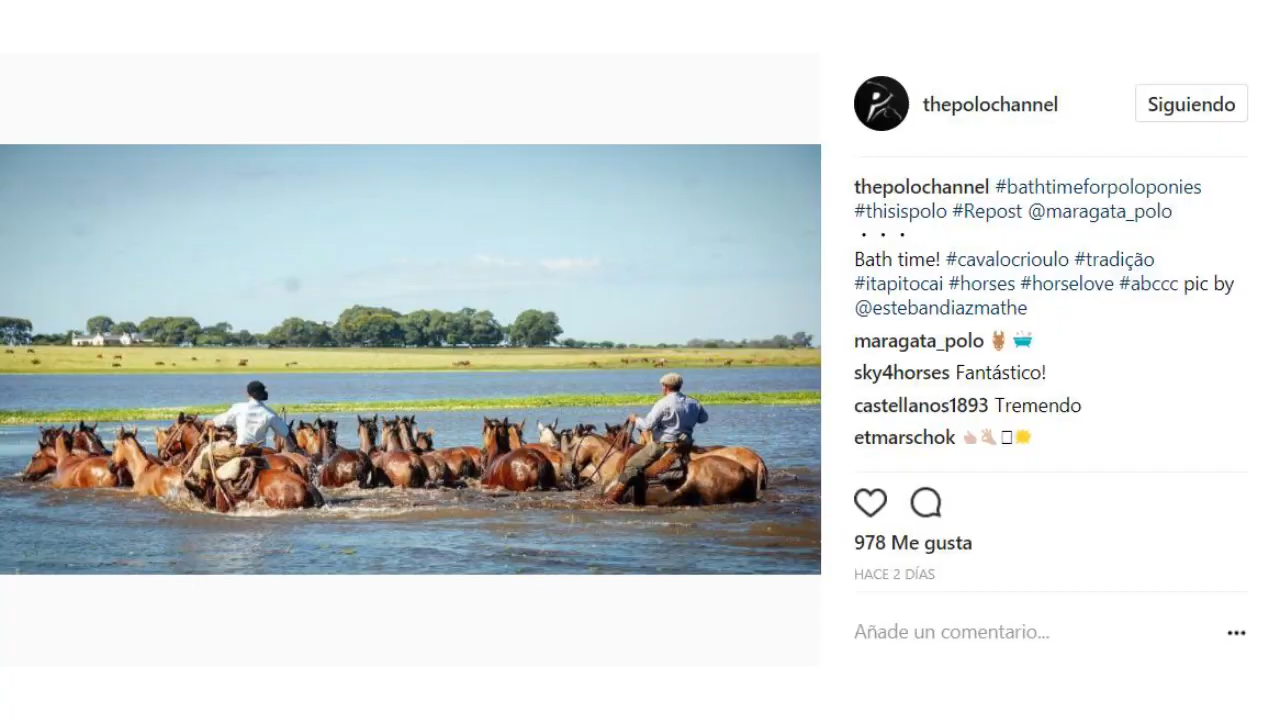 thepolochannel
Siguiendo
thepolochannel #bathtimeforpoloponies
#thisispolo #Repost @maragata_polo
・・・
Bath time! #cavalocrioulo #tradição
#itapitocai #horses #horselove #abccc pic by
@estebandiazmathe
maragata_polo
sky4horses Fantástico!
castellanos1893 Tremendo
etmarschok
978 Me gusta
HACE 2 DÍAS
Añade un comentario...